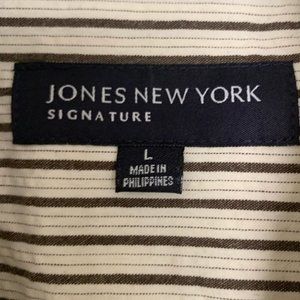 JONES NEW YORK
SIGNATURE
L
MADE IN
PHILIPPINES